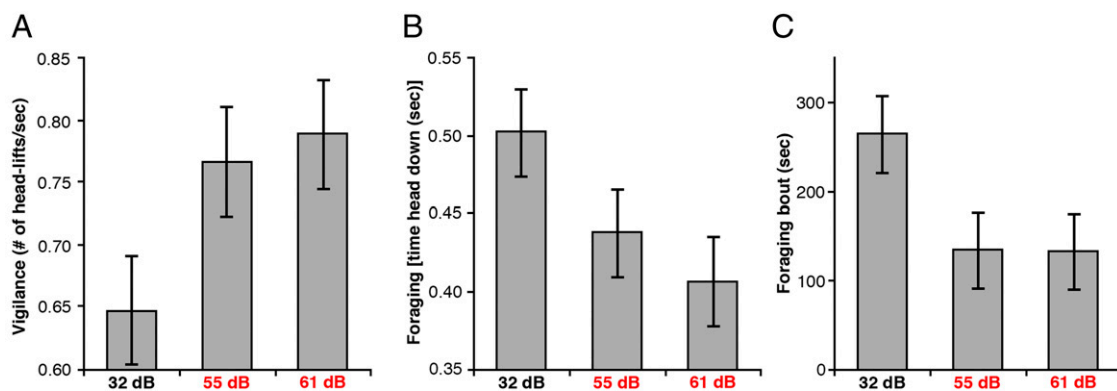 A
Vigilance (# of head-lifts/sec)
0.85
0.80
0.75
0.70
0.65
0.60
32 dB
55 dB
61 dB
B
Foraging [time head down (sec)]
0.55
0.50
0.45
0.40
0.35
32 dB
55 dB
61 dB
C
Foraging bout (sec)
300
200
100
0
32 dB
55 dB
61 dB